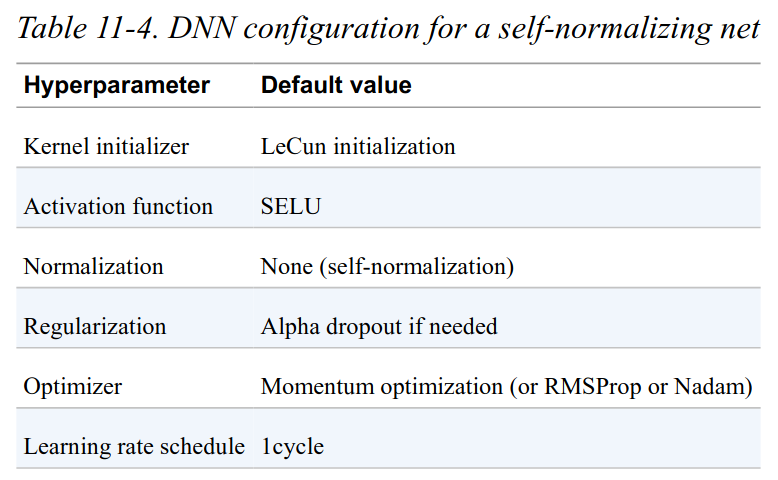 Table 11-4. DNN configuration for a self-normalizing net
Hyperparameter Default value
Kernel initializer LeCun initialization
Activation function SELU
Normalization None (self-normalization)
Regularization Alpha dropout if needed
Optimizer Momentum optimization (or RMSProp or Nadam)
Learning rate schedule 1cycle